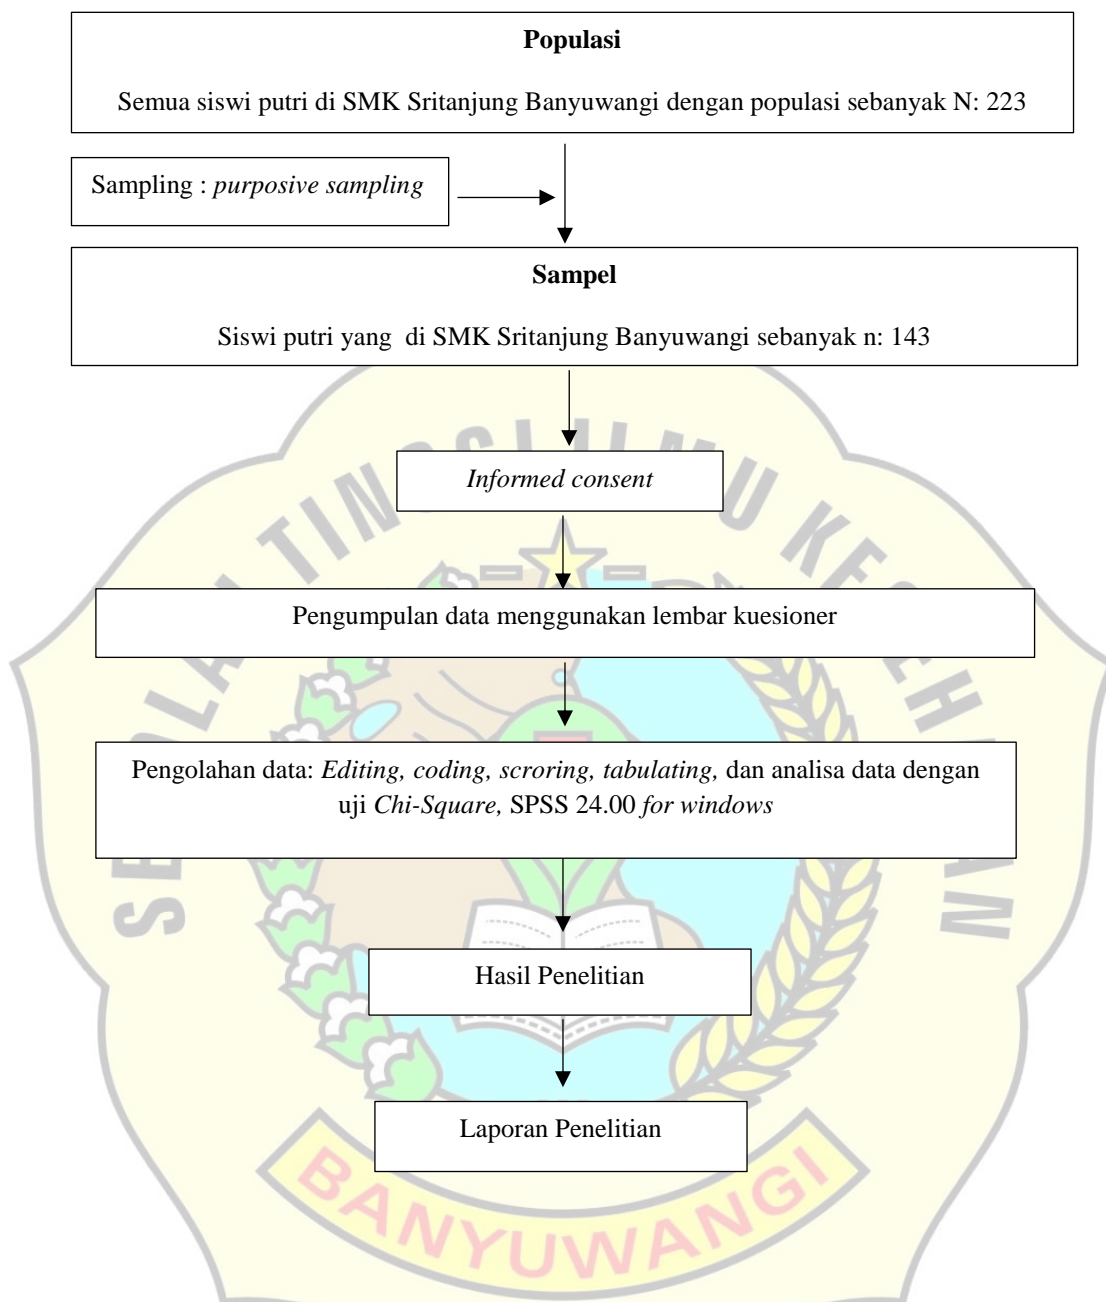 Populasi
Semua siswi putri di SMK Sritanjung Banyuwangi dengan populasi sebanyak N: 223
Sampling : purposive sampling
Sampel
Siswi putri yang  di SMK Sritanjung Banyuwangi sebanyak n: 143
Informed consent
Pengumpulan data menggunakan lembar kuesioner
Pengolahan data: Editing, coding, scroring, tabulating, dan analisa data dengan
uji Chi-Square, SPSS 24.00 for windows
Hasil Penelitian
Laporan Penelitian
BANYUWANGI